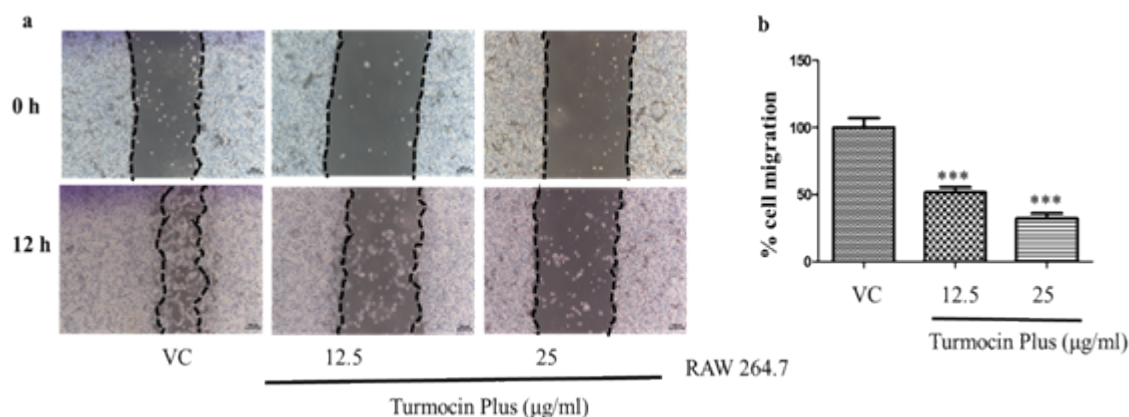 a
0 h
12 h
VC
12.5
25
RAW 264.7
Turmocin Plus (µg/ml)
b
% cell migration
150
100
50
0
***
***
VC
12.5
25
Turmocin Plus (µg/ml)